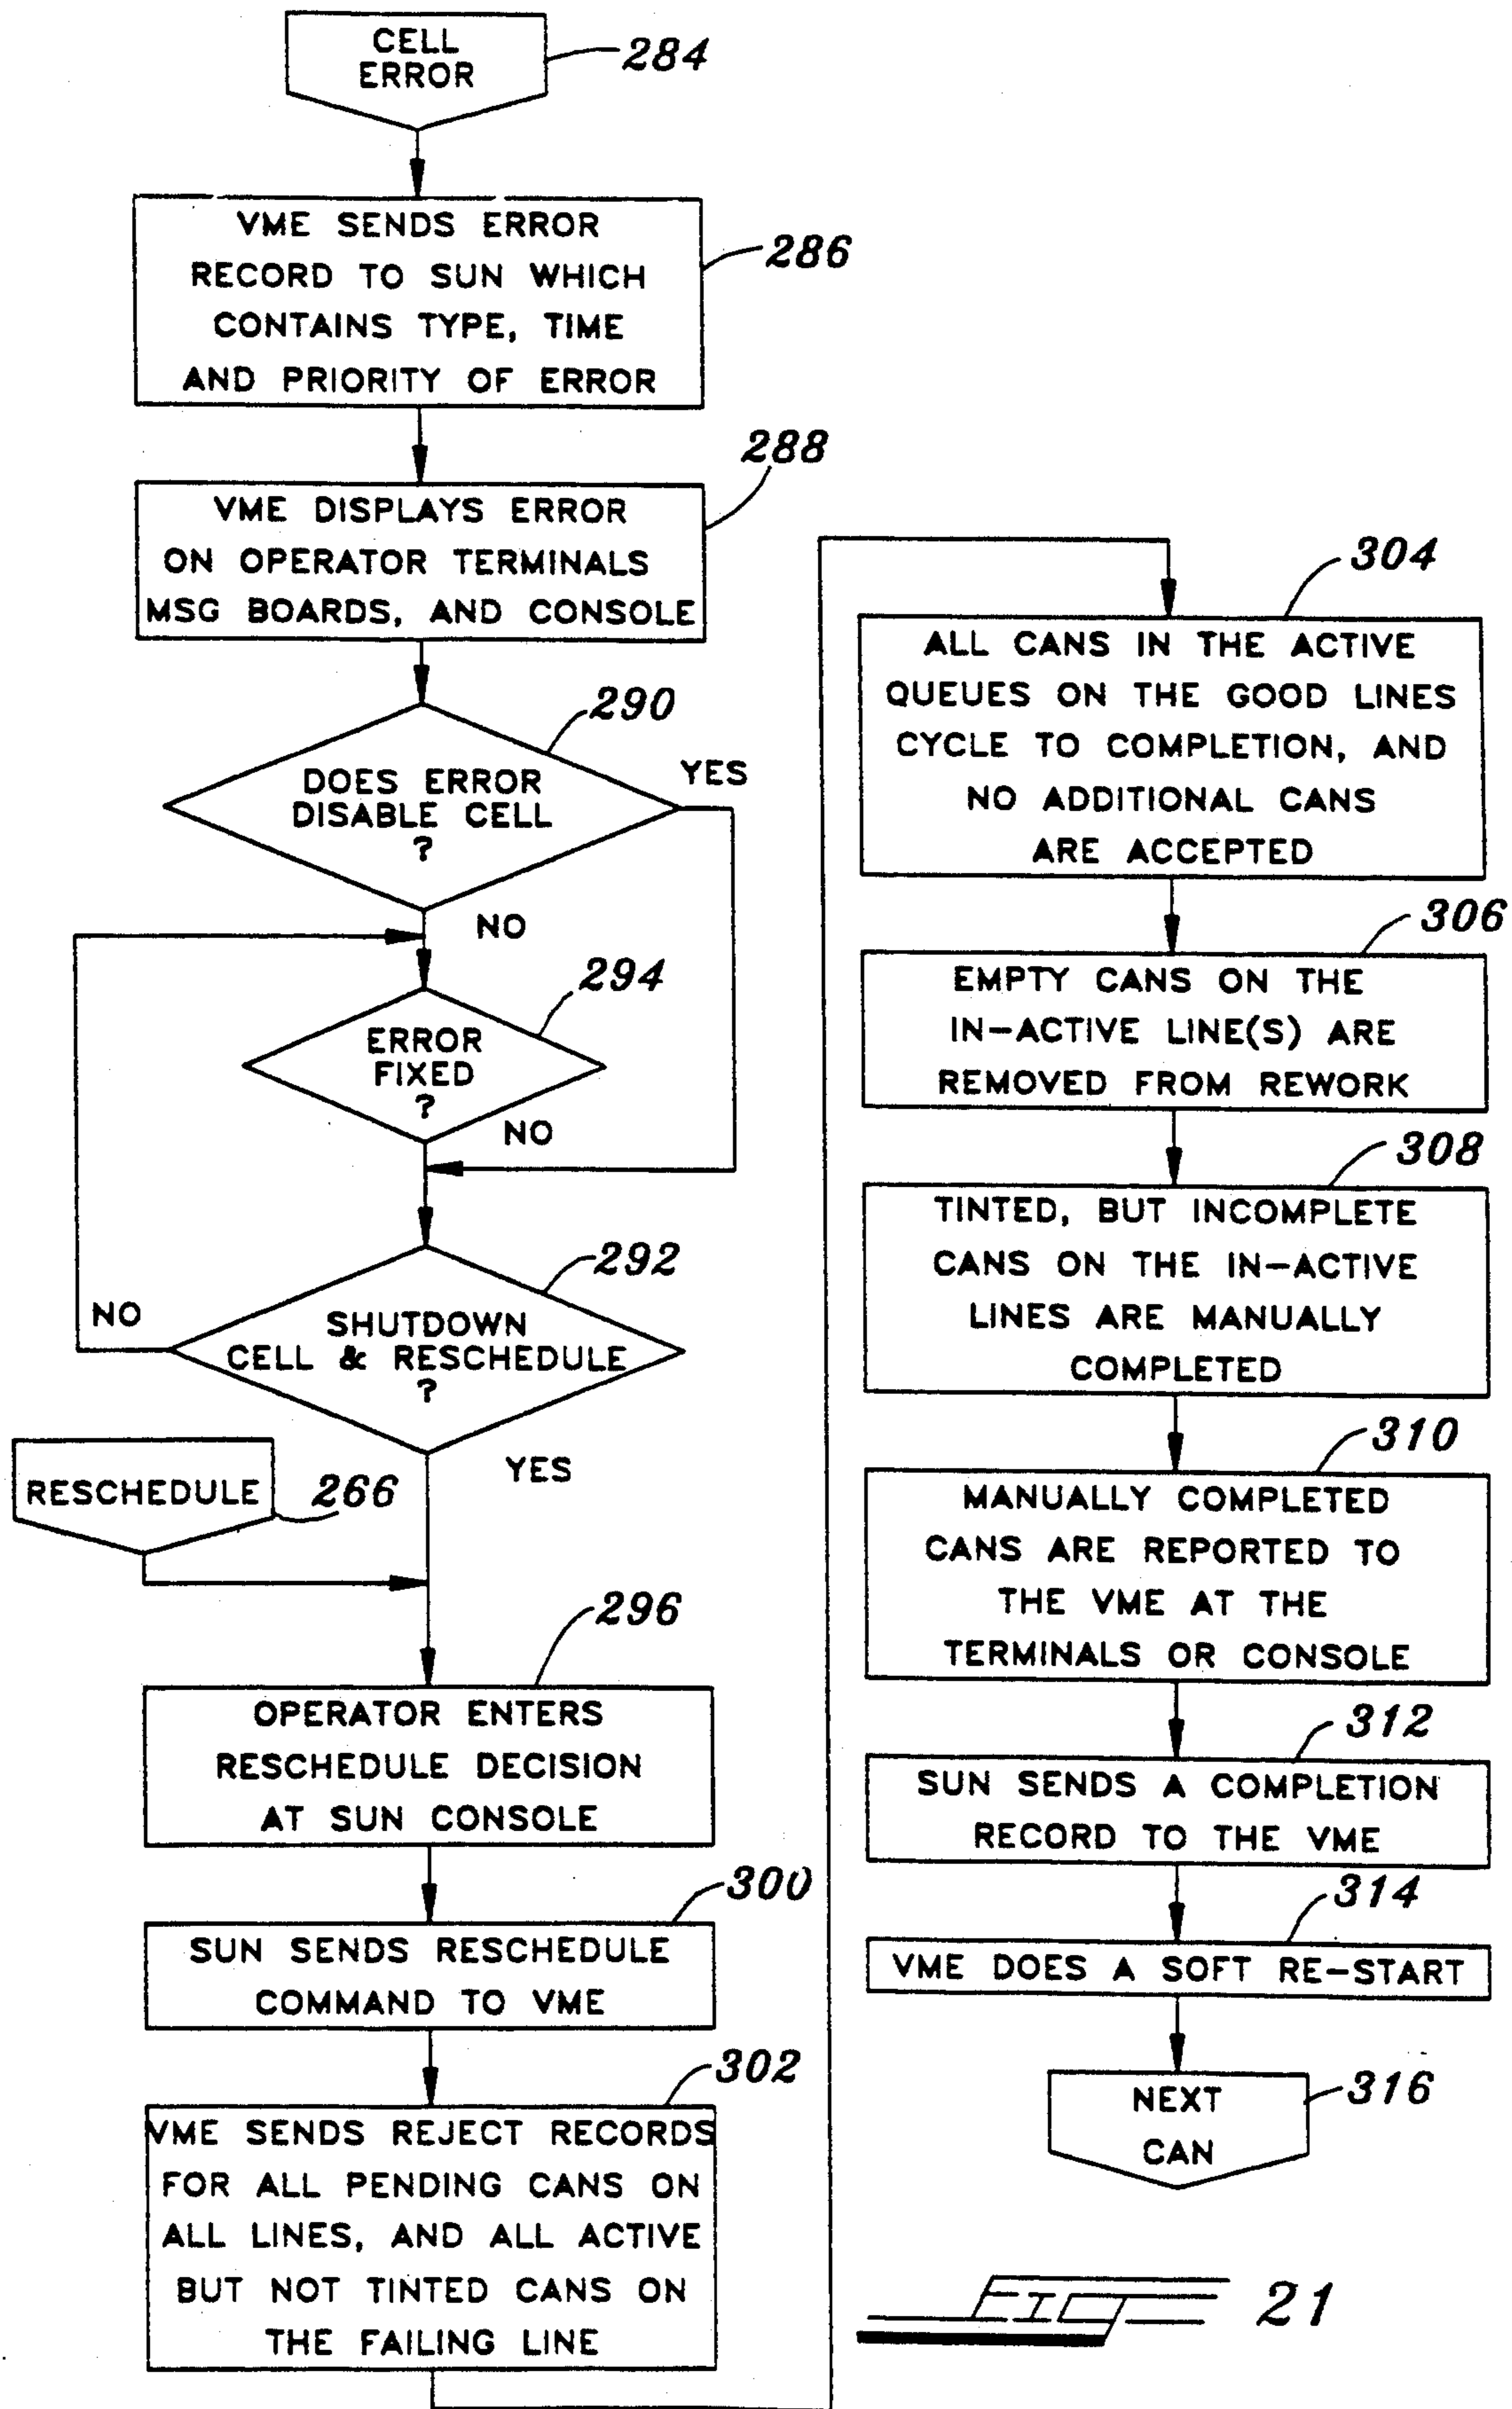 CELL
ERROR
284
VME SENDS ERROR
RECORD TO SUN WHICH
CONTAINS TYPE, TIME
AND PRIORITY OF ERROR
286
288
VME DISPLAYS ERROR
ON OPERATOR TERMINALS
MSG BOARDS, AND CONSOLE
290
DOES ERROR
DISABLE CELL
?
YES
NO
294
ERROR
FIXED
?
NO
292
SHUTDOWN
CELL & RESCHEDULE
?
NO
YES
RESCHEDULE
266
296
OPERATOR ENTERS
RESCHEDULE DECISION
AT SUN CONSOLE
300
SUN SENDS RESCHEDULE
COMMAND TO VME
302
VME SENDS REJECT RECORDS
FOR ALL PENDING CANS ON
ALL LINES, AND ALL ACTIVE
BUT NOT TINTED CANS ON
THE FAILING LINE
304
ALL CANS IN THE ACTIVE
QUEUES ON THE GOOD LINES
CYCLE TO COMPLETION, AND
NO ADDITIONAL CANS
ARE ACCEPTED
306
EMPTY CANS ON THE
IN-ACTIVE LINE(S) ARE
REMOVED FROM REWORK
308
TINTED, BUT INCOMPLETE
CANS ON THE IN-ACTIVE
LINES ARE MANUALLY
COMPLETED
310
MANUALLY COMPLETED
CANS ARE REPORTED TO
THE VME AT THE
TERMINALS OR CONSOLE
312
SUN SENDS A COMPLETION
RECORD TO THE VME
314
VME DOES A SOFT RE-START
NEXT
CAN
316
FIG 21